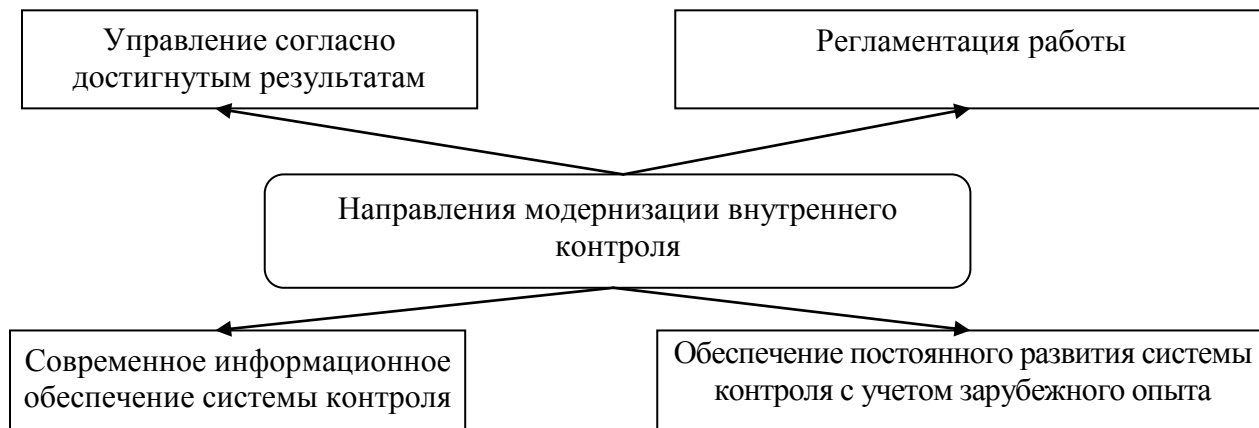 Управление согласно
достигнутым результатам
Регламентация работы
Направления модернизации внутреннего
контроля
Современное информационное
обеспечение системы контроля
Обеспечение постоянного развития системы
контроля с учетом зарубежного опыта